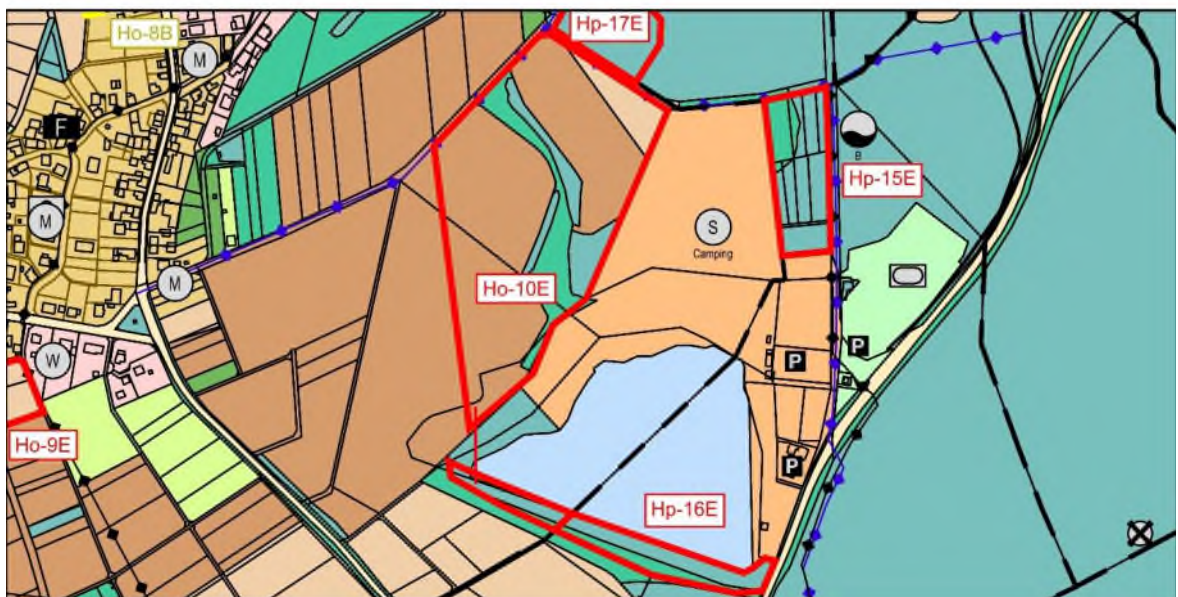 Hp-17E
Ho-8B
M
F
B
Hp-15E
M
S
Camping
M
Ho-10E
W
P
P
Ho-9E
P
Hp-16E